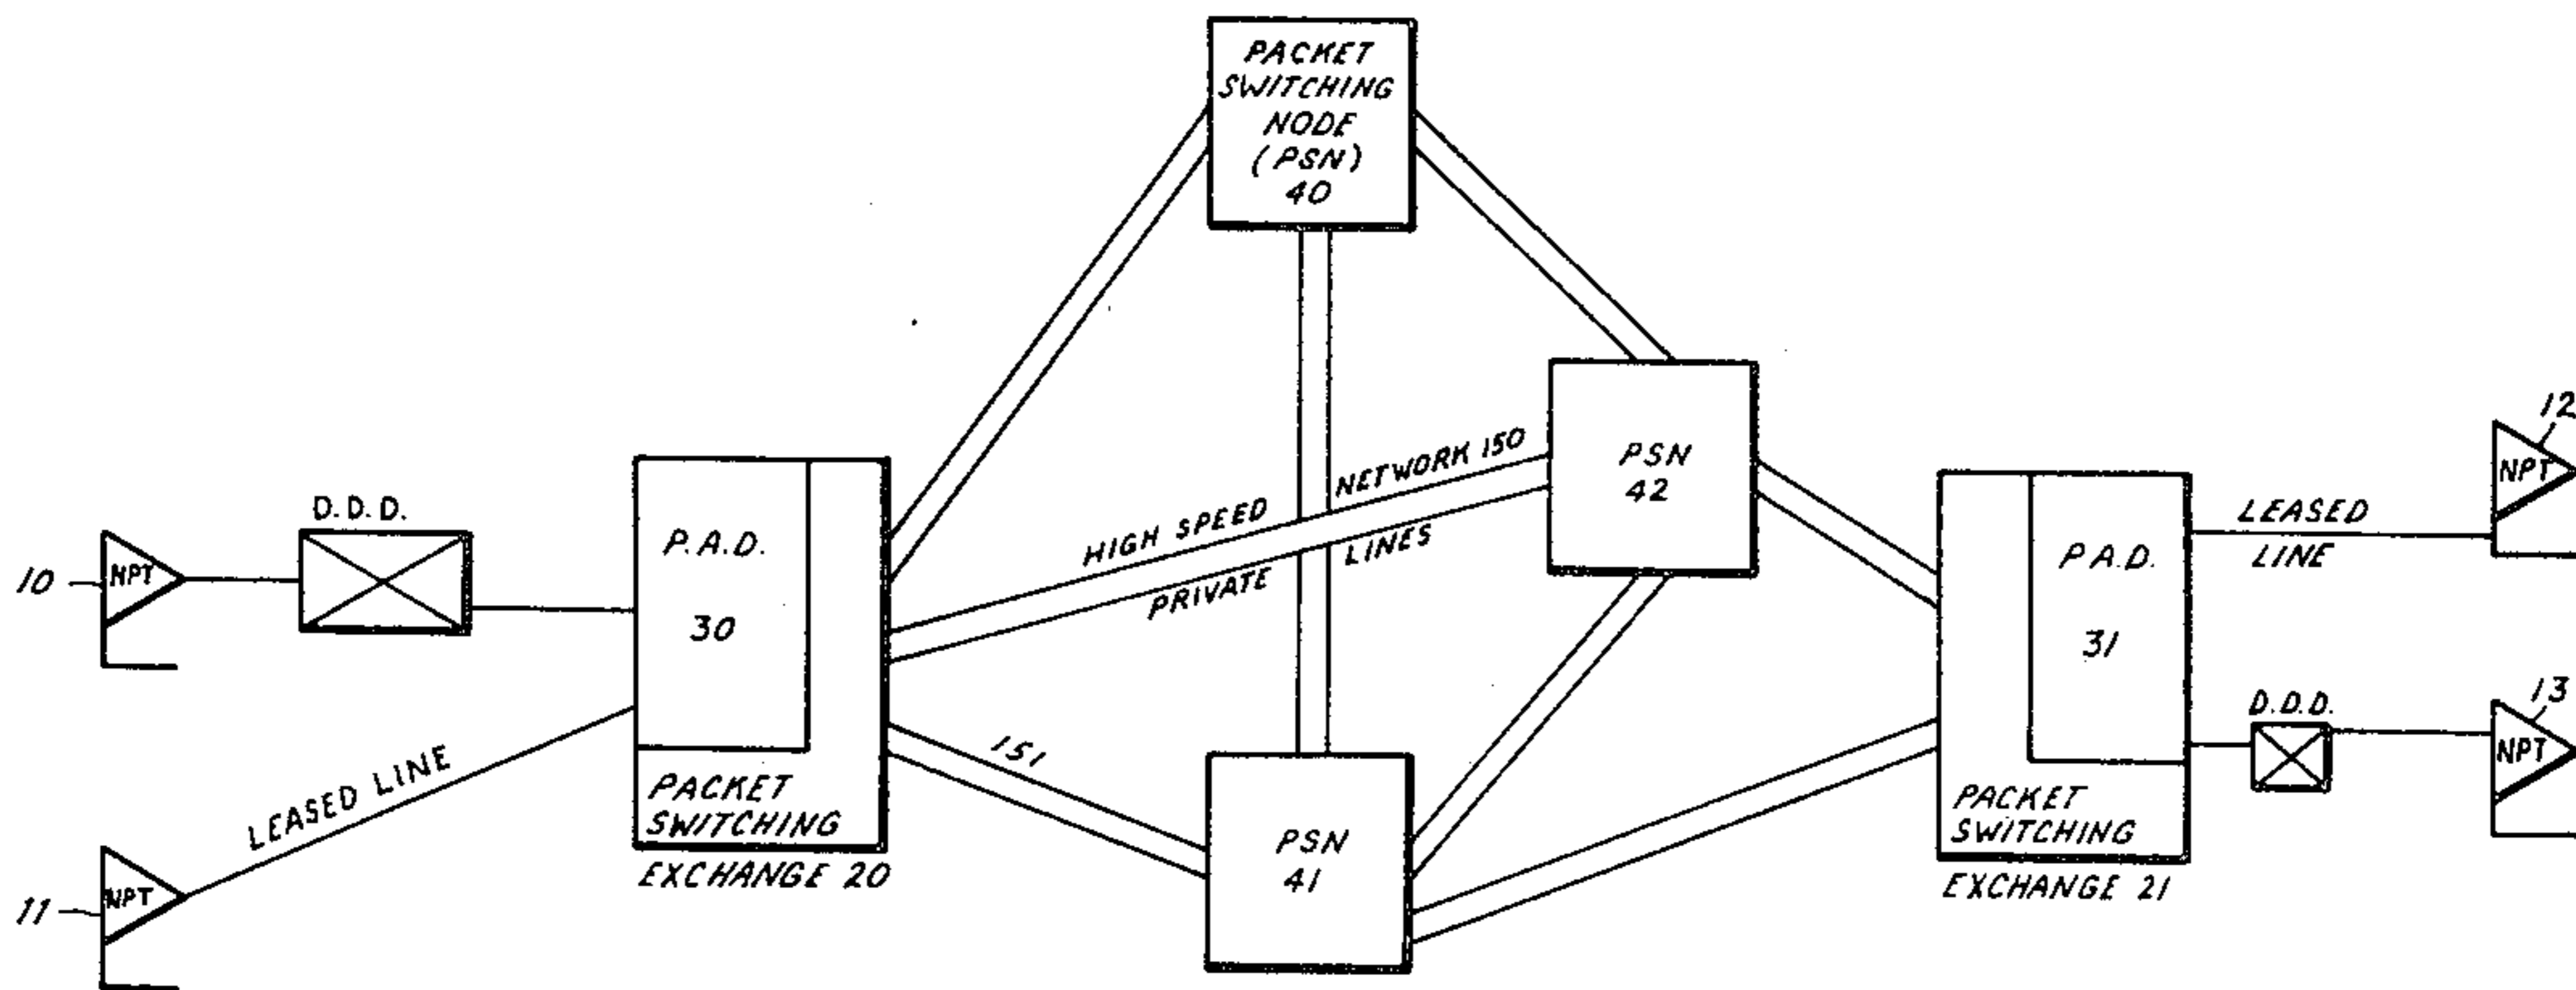 PACKET
SWITCHING
NODE
(PSN)
40
HIGH SPEED
NETWORK 150
PRIVATE
LINES
PSN
42
12
NPT
D.D.D.
10
NPT
P.A.D.
30
LEASED
LINE
P.A.D.
31
13
NPT
D.D.D.
151
LEASED LINE
PACKET
SWITCHING
EXCHANGE 20
PSN
41
PACKET
SWITCHING
EXCHANGE 21
11
NPT